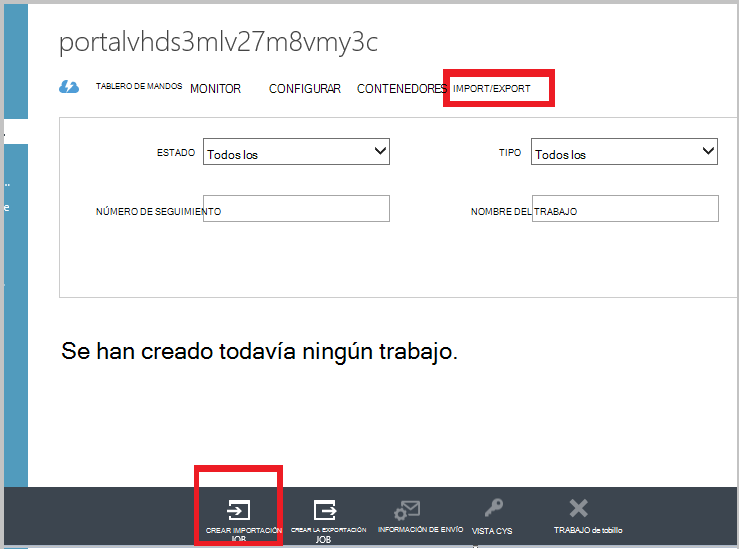 portalvhds3mlv27m8vmy3c
TABLERO DE MANDOS MONITOR CONFIGURAR CONTENEDORES IMPORT/EXPORT
ESTADO Todos los TIPO Todos los
NÚMERO DE SEGUIMIENTO NOMBRE DEL TRABAJO
..
e
Se han creado todavía ningún trabajo.
CREAR IMPORTACIÓN CREAR LA EXPORTACIÓN INFORMACIÓN DE ENVÍO VISTA CYS TRABAJO de tobillo
JOB JOB